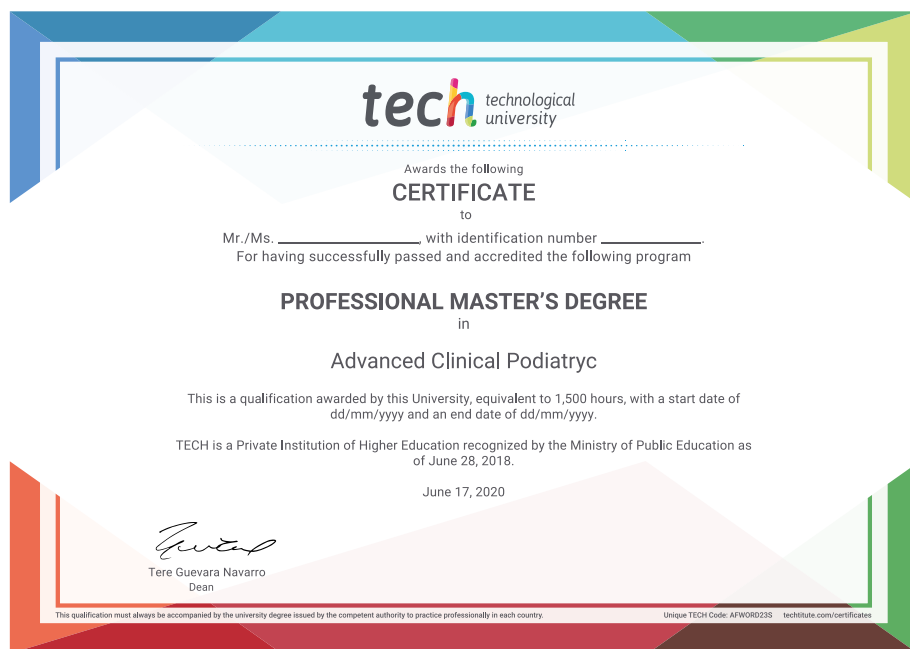 tech technological
university
Awards the following
CERTIFICATE
to
Mr./Ms. ____________________, with identification number ______________.
For having successfully passed and accredited the following program
PROFESSIONAL MASTER'S DEGREE
in
Advanced Clinical Podiatryc
This is a qualification awarded by this University, equivalent to 1,500 hours, with a start date of
dd/mm/yyyy and an end date of dd/mm/yyyy.
TECH is a Private Institution of Higher Education recognized by the Ministry of Public Education as
of June 28, 2018.
June 17, 2020
Tere Guevara Navarro
Dean
This qualification must always be accompanied by the university degree issued by the competent authority to practice professionally in each country.
Unique TECH Code: AFWORD23S techtitute.com/certificates